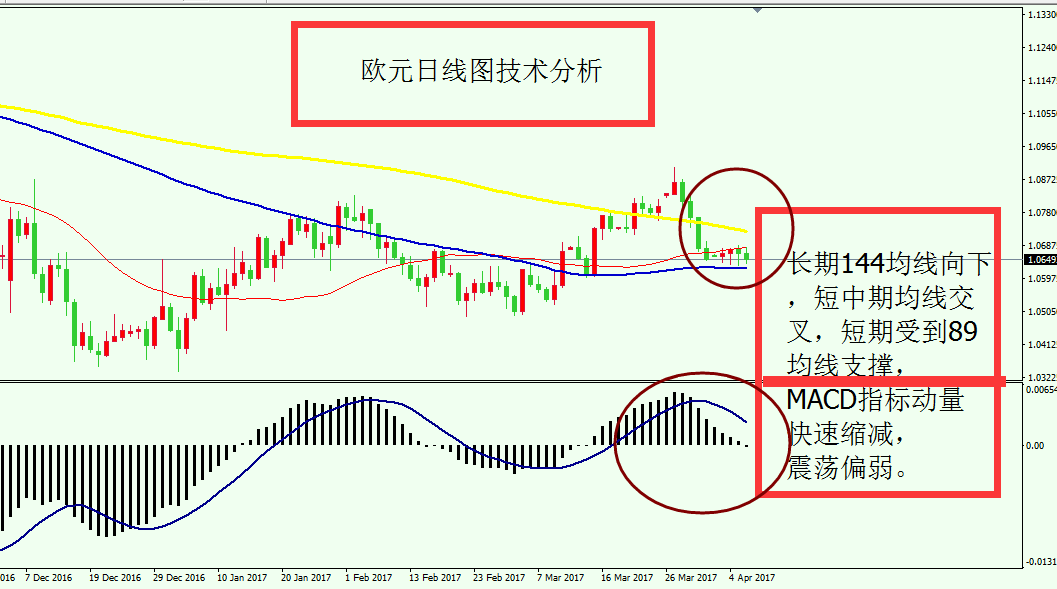 欧元日线图技术分析
1.1330
1.1240
1.1147
1.1055
1.0965
1.0872
1.0780
1.0687
1.0649
1.0597
1.0505
1.0412
1.0322
长期144均线向下
，短中期均线交
叉，短期受到89
均线支撑，
MACD指标动量
快速缩减，
震荡偏弱。
0.00654
0.00
-0.0131
016 7 Dec 2016 19 Dec 2016 29 Dec 2016 10 Jan 2017 20 Jan 2017 1 Feb 2017 13 Feb 2017 23 Feb 2017 7 Mar 2017 16 Mar 2017 26 Mar 2017 4 Apr 2017